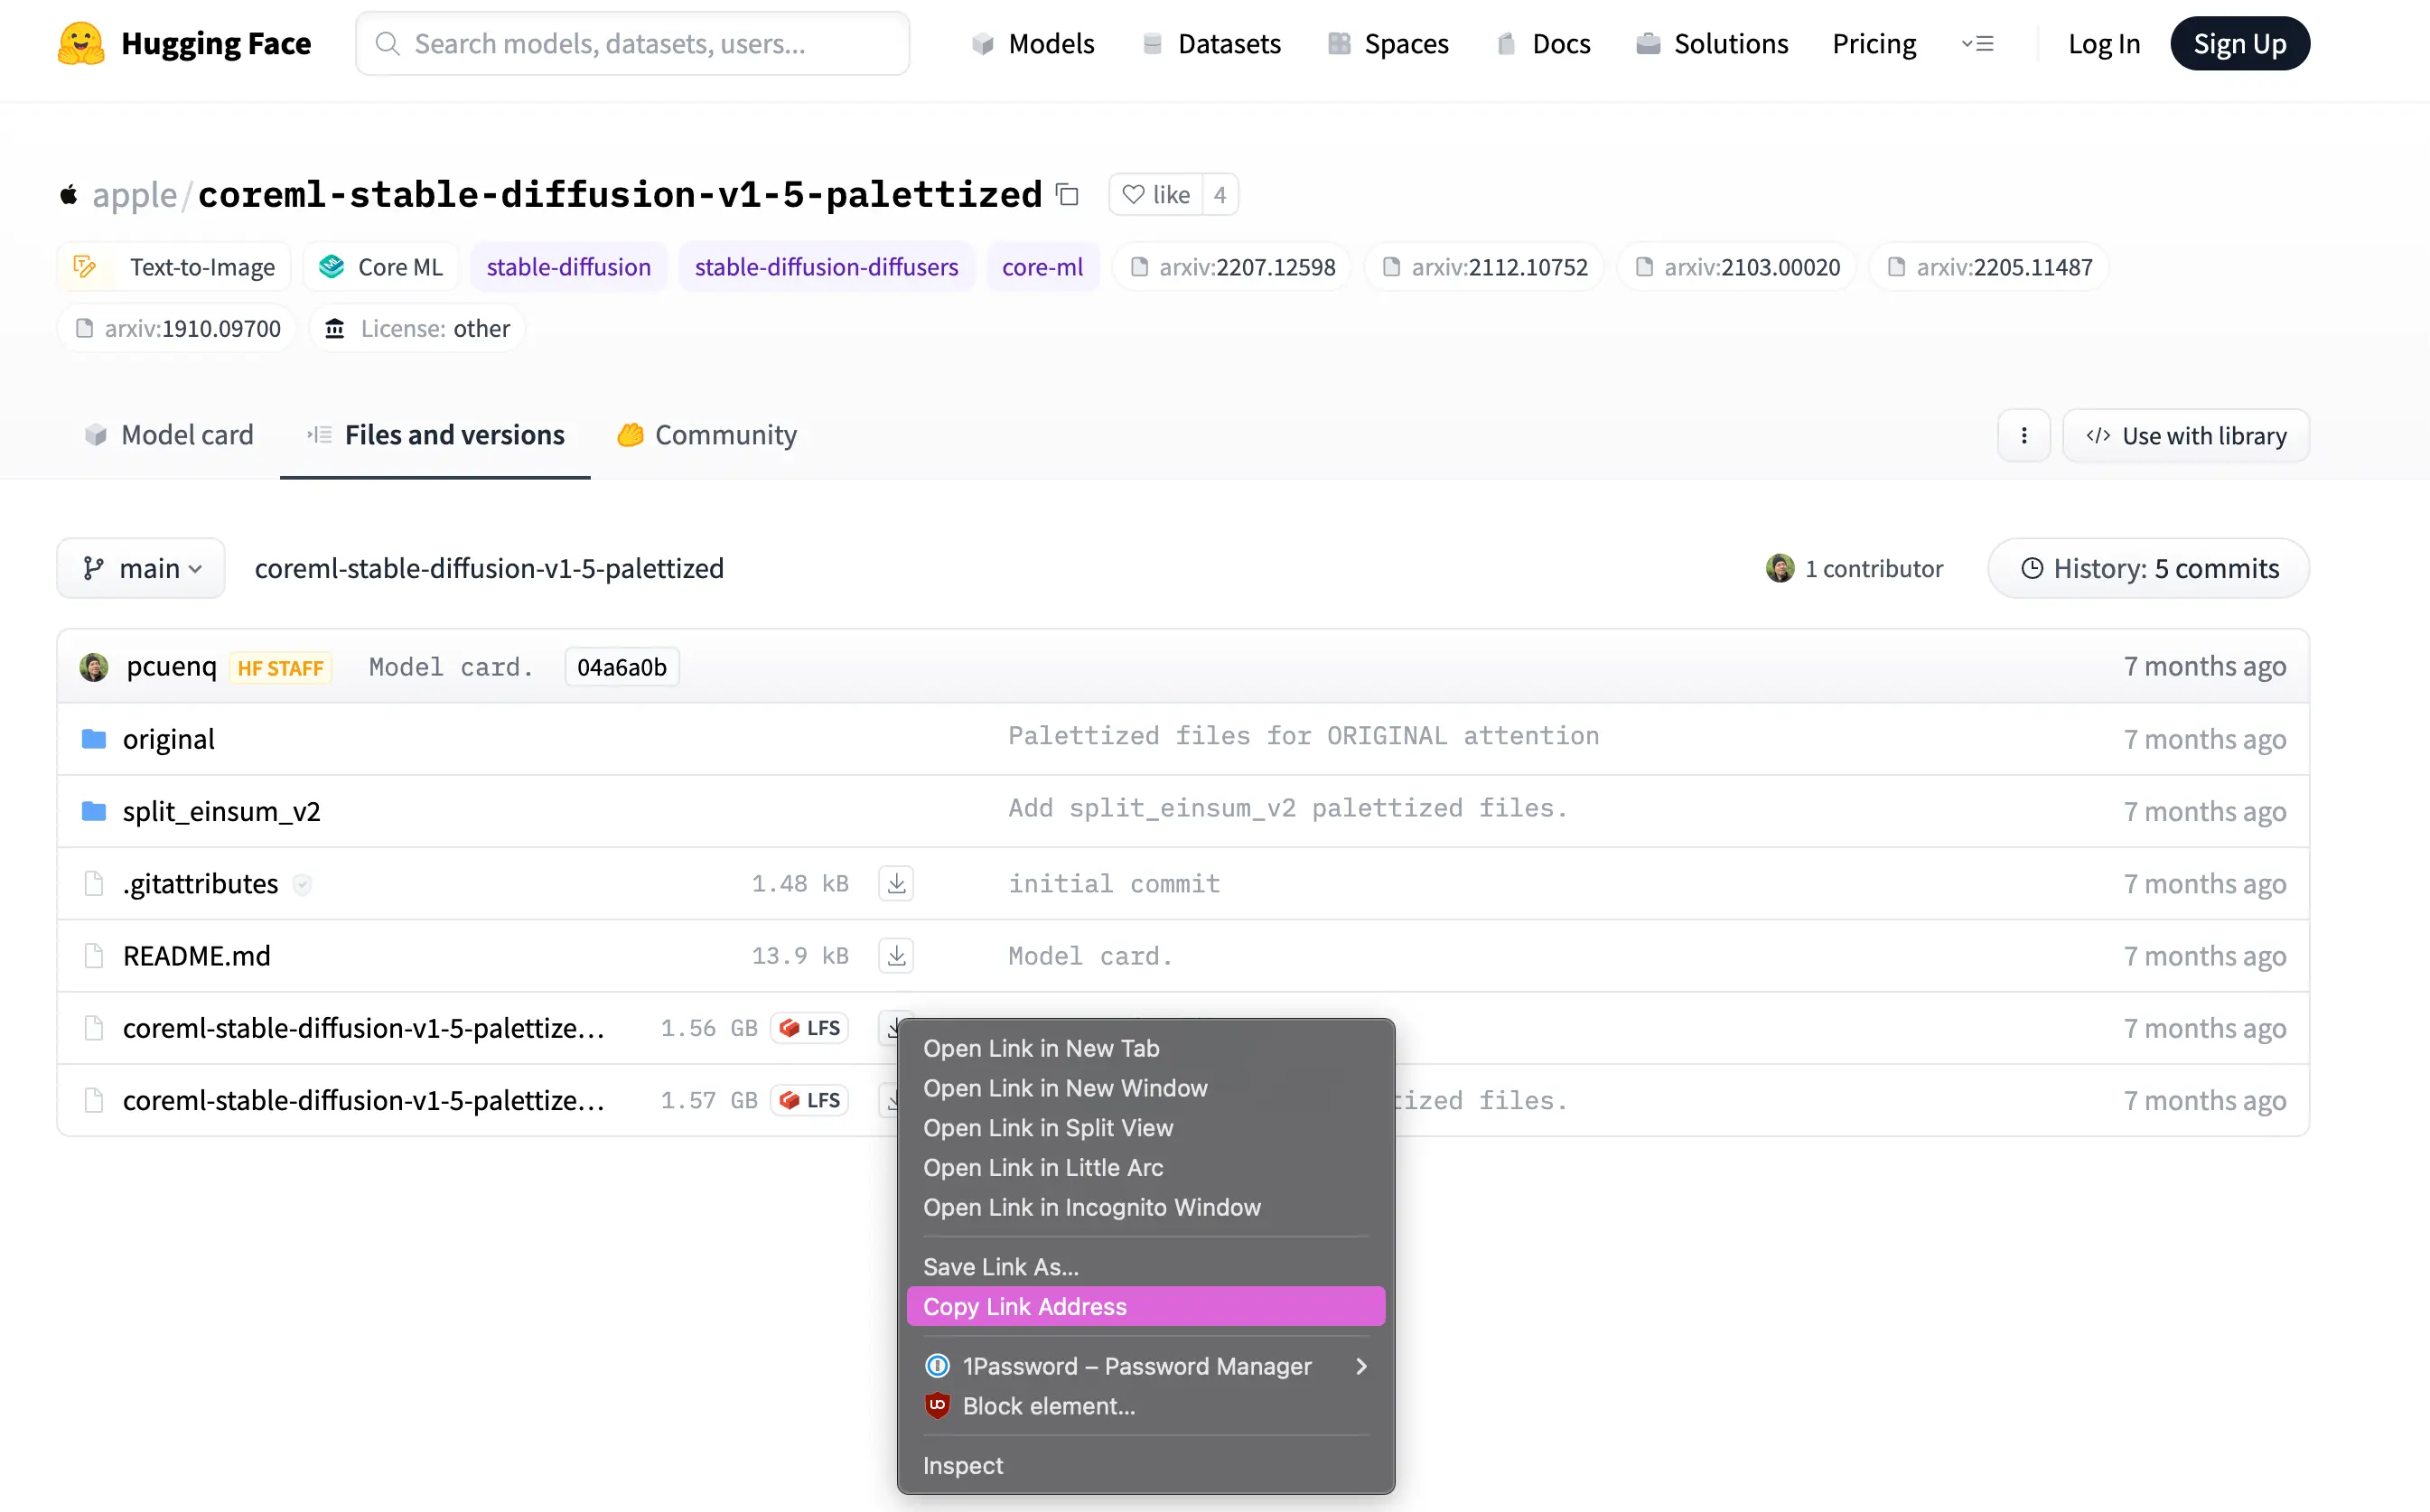 Hugging Face Search models, datasets, users... Models Datasets Spaces Docs Solutions Pricing Log In Sign Up
apple/coreml-stable-diffusion-v1-5-palettized like 4
Text-to-Image Core ML stable-diffusion stable-diffusion-diffusers core-ml arxiv:2207.12598 arxiv:2112.10752 arxiv:2103.00020 arxiv:2205.11487
arxiv:1910.09700 License: other
Model card Files and versions Community Use with library
main coreml-stable-diffusion-v1-5-palettized 1 contributor History: 5 commits
pcuenq HF STAFF Model card. 04a6a0b 7 months ago
original Palettized files for ORIGINAL attention 7 months ago
split_einsum_v2 Add split_einsum_v2 palettized files. 7 months ago
.gitattributes 1.48 kB initial commit 7 months ago
README.md 13.9 kB Model card. 7 months ago
coreml-stable-diffusion-v1-5-palettize... 1.56 GB LFS 7 months ago
coreml-stable-diffusion-v1-5-palettize... 1.57 GB LFS files. 7 months ago
Open Link in New Tab
Open Link in New Window
Open Link in Split View
Open Link in Little Arc
Open Link in Incognito Window
Save Link As...
Copy Link Address
1Password – Password Manager
Block element...
Inspect